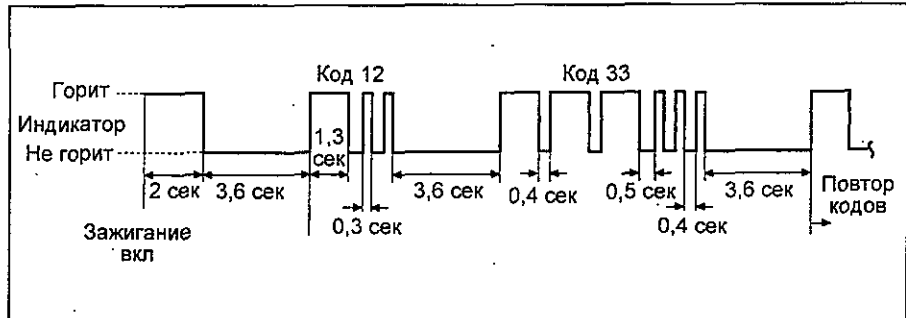 Код 12
Код 33
Горит
Индикатор
Не горит
1,3
сек
2 сек
3,6 сек
3,6 сек
0,4 сек
0,5 сек
3,6 сек
Повтор
кодов
0,3 сек
0,4 сек
Зажигание
вкл